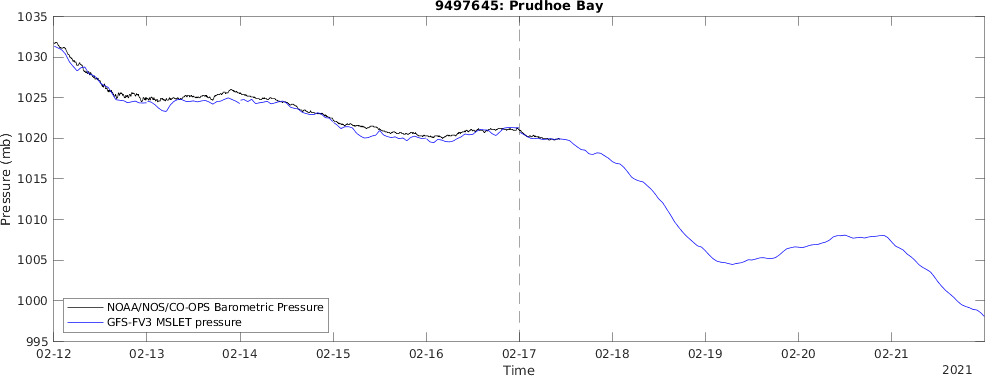 9497645: Prudhoe Bay
Pressure (mb)
1035
1030
1025
1020
1015
1010
1005
1000
995
NOAA/NOS/CO-OPS Barometric Pressure
GFS-FV3 MSLET pressure
02-12 02-13 02-14 02-15 02-16 02-17 02-18 02-19 02-20 02-21
Time
2021